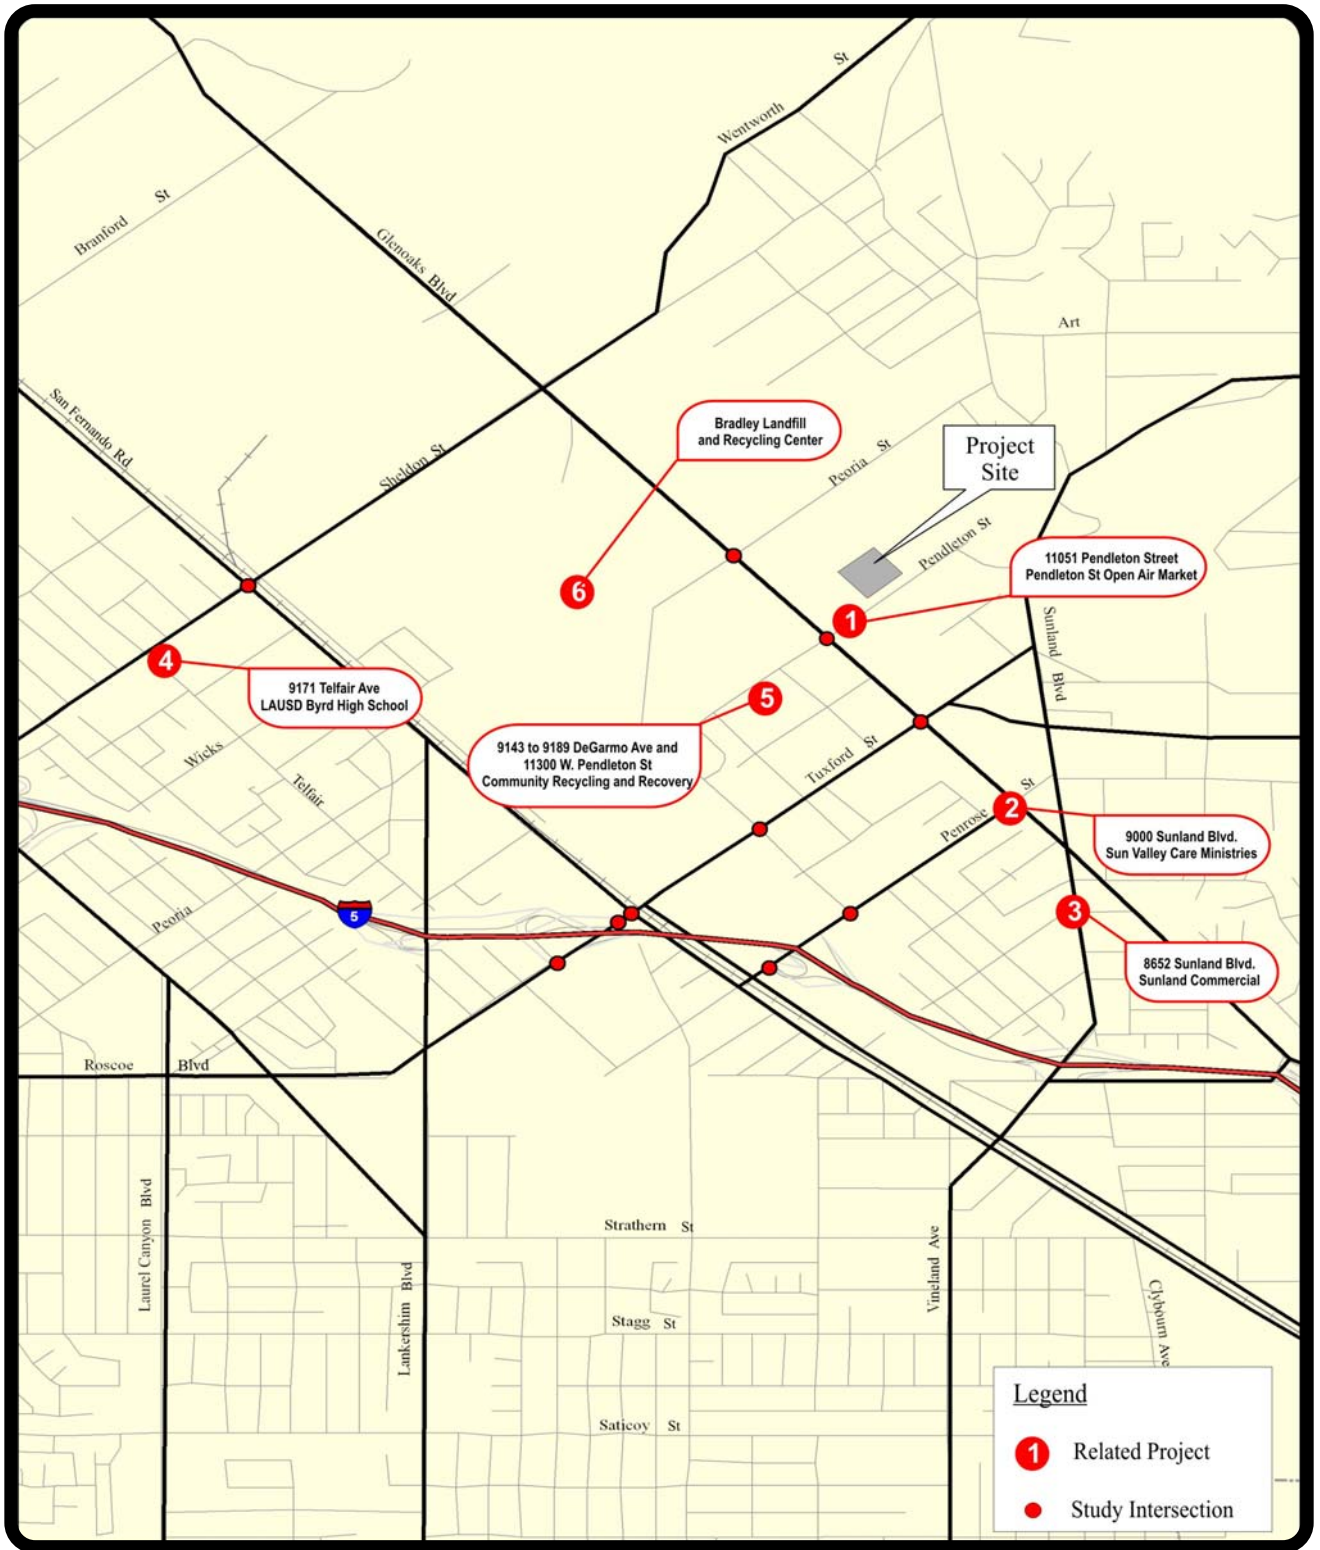 Wentworth St
Branford St
Glenoaks Blvd
Art
San Fernando Rd
Sheldon St
Bradley Landfill
and Recycling Center
Peoria St
Project
Site
Pendleton St
11051 Pendleton Street
Pendleton St Open Air Market
6
1
Sunland Blvd
4
9171 Telfair Ave
LAUSD Byrd High School
5
9143 to 9189 DeGarmo Ave and
11300 W. Pendleton St
Community Recycling and Recovery
Wicks
Telfair
Tuxford St
Penrose St
2
9000 Sunland Blvd.
Sun Valley Care Ministries
Peoria
5
3
8652 Sunland Blvd.
Sunland Commercial
Roscoe Blvd
Laurel Canyon Blvd
Lankershim Blvd
Strathern St
Vineland Ave
Clybourn Ave
Stagg St
Saticoy St
Legend
1 Related Project
Study Intersection